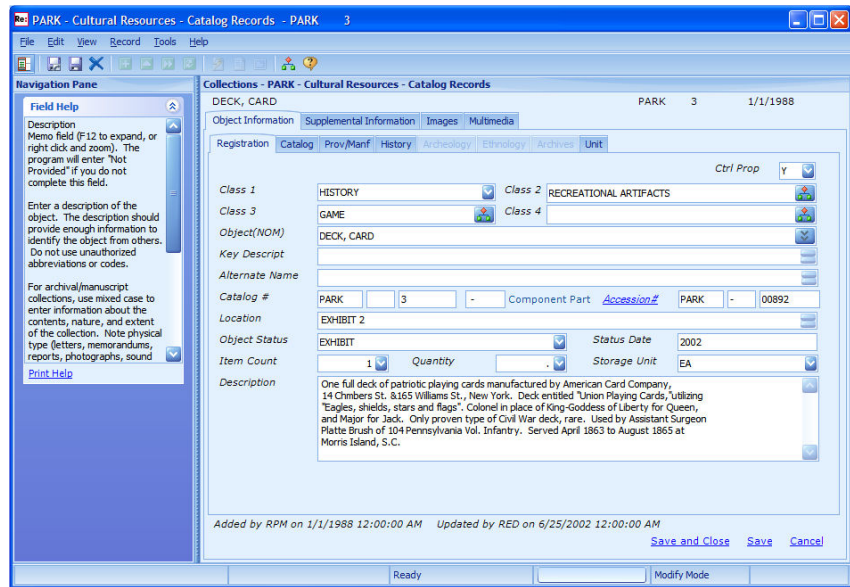 Re: PARK - Cultural Resources - Catalog Records - PARK 3
File Edit View Record Tools Help
Navigation Pane
Field Help
Description
Memo field (F12 to expand, or
right click and zoom). The
program will enter "Not
Provided" if you do not
complete this field.
Enter a description of the
object. The description should
provide enough information to
identify the object from others.
Do not use unauthorized
abbreviations or codes.
For archival/manuscript
collections, use mixed case to
enter information about the
contents, nature, and extent
of the collection. Note physical
type (letters, memorandums,
reports, photographs, sound
Print Help
Collections - PARK - Cultural Resources - Catalog Records
DECK, CARD PARK 3 1/1/1988
Object Information Supplemental Information Images Multimedia
Registration Catalog Prov/Manf History Archeology Ethnology Archives Unit
Ctrl Prop Y
Class 1 HISTORY Class 2 RECREATIONAL ARTIFACTS
Class 3 GAME Class 4
Object(NOM) DECK, CARD
Key Descript
Alternate Name
Catalog # PARK 3 - Component Part Accession# PARK - 00892
Location EXHIBIT 2
Object Status EXHIBIT Status Date 2002
Item Count 1 Quantity . Storage Unit EA
Description One full deck of patriotic playing cards manufactured by American Card Company,
14 Chmbers St. &165 Williams St., New York. Deck entitled "Union Playing Cards,"utilizing
"Eagles, shields, stars and flags". Colonel in place of King-Goddess of Liberty for Queen,
and Major for Jack. Only proven type of Civil War deck, rare. Used by Assistant Surgeon
Platte Brush of 104 Pennsylvania Vol. Infantry. Served April 1863 to August 1865 at
Morris Island, S.C.
Added by RPM on 1/1/1988 12:00:00 AM Updated by RED on 6/25/2002 12:00:00 AM
Save and Close Save Cancel
Ready Modify Mode